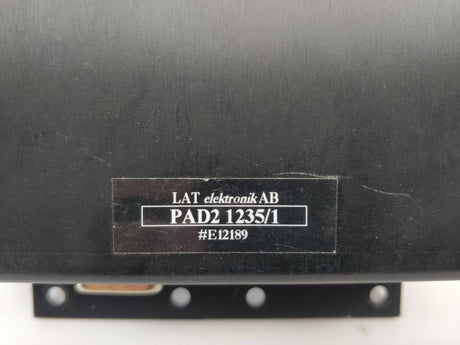 LAT elektronik AB
PAD2 1235/1
#E12189